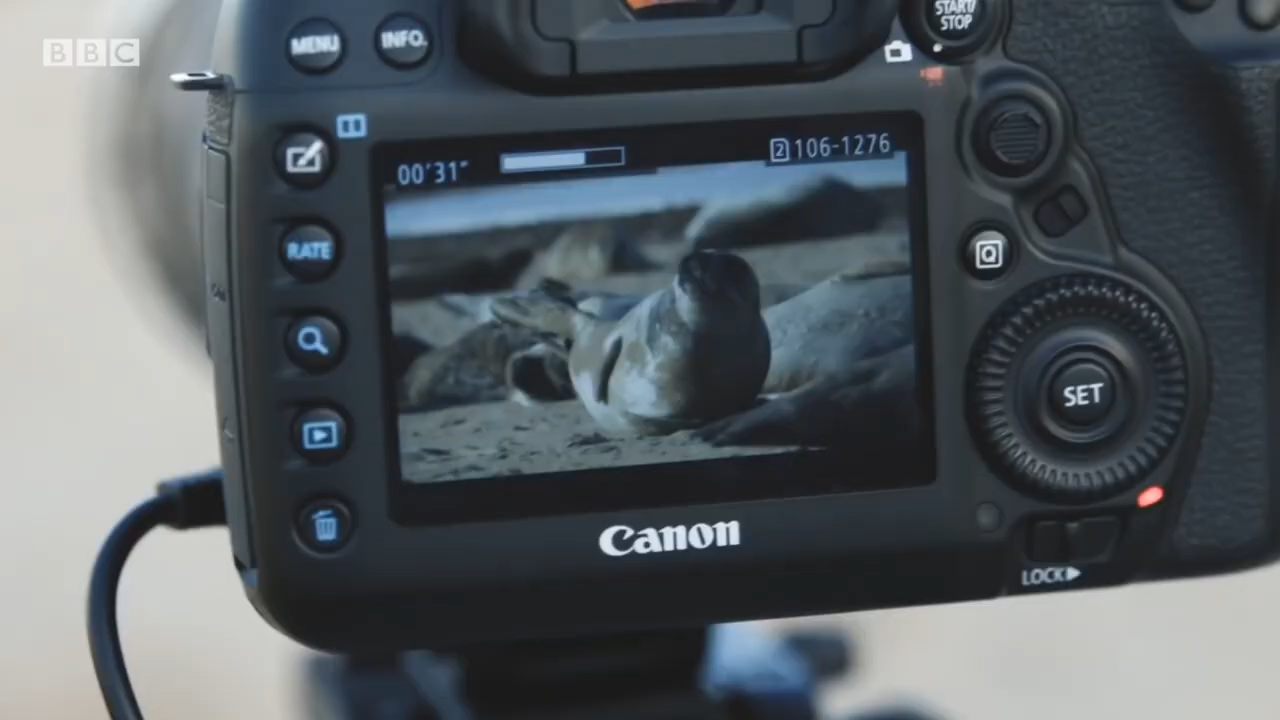 BBC
MENU
INFO.
START/
STOP
00'31"
2 106-1276
RATE
Q
SET
Canon
LOCK▶